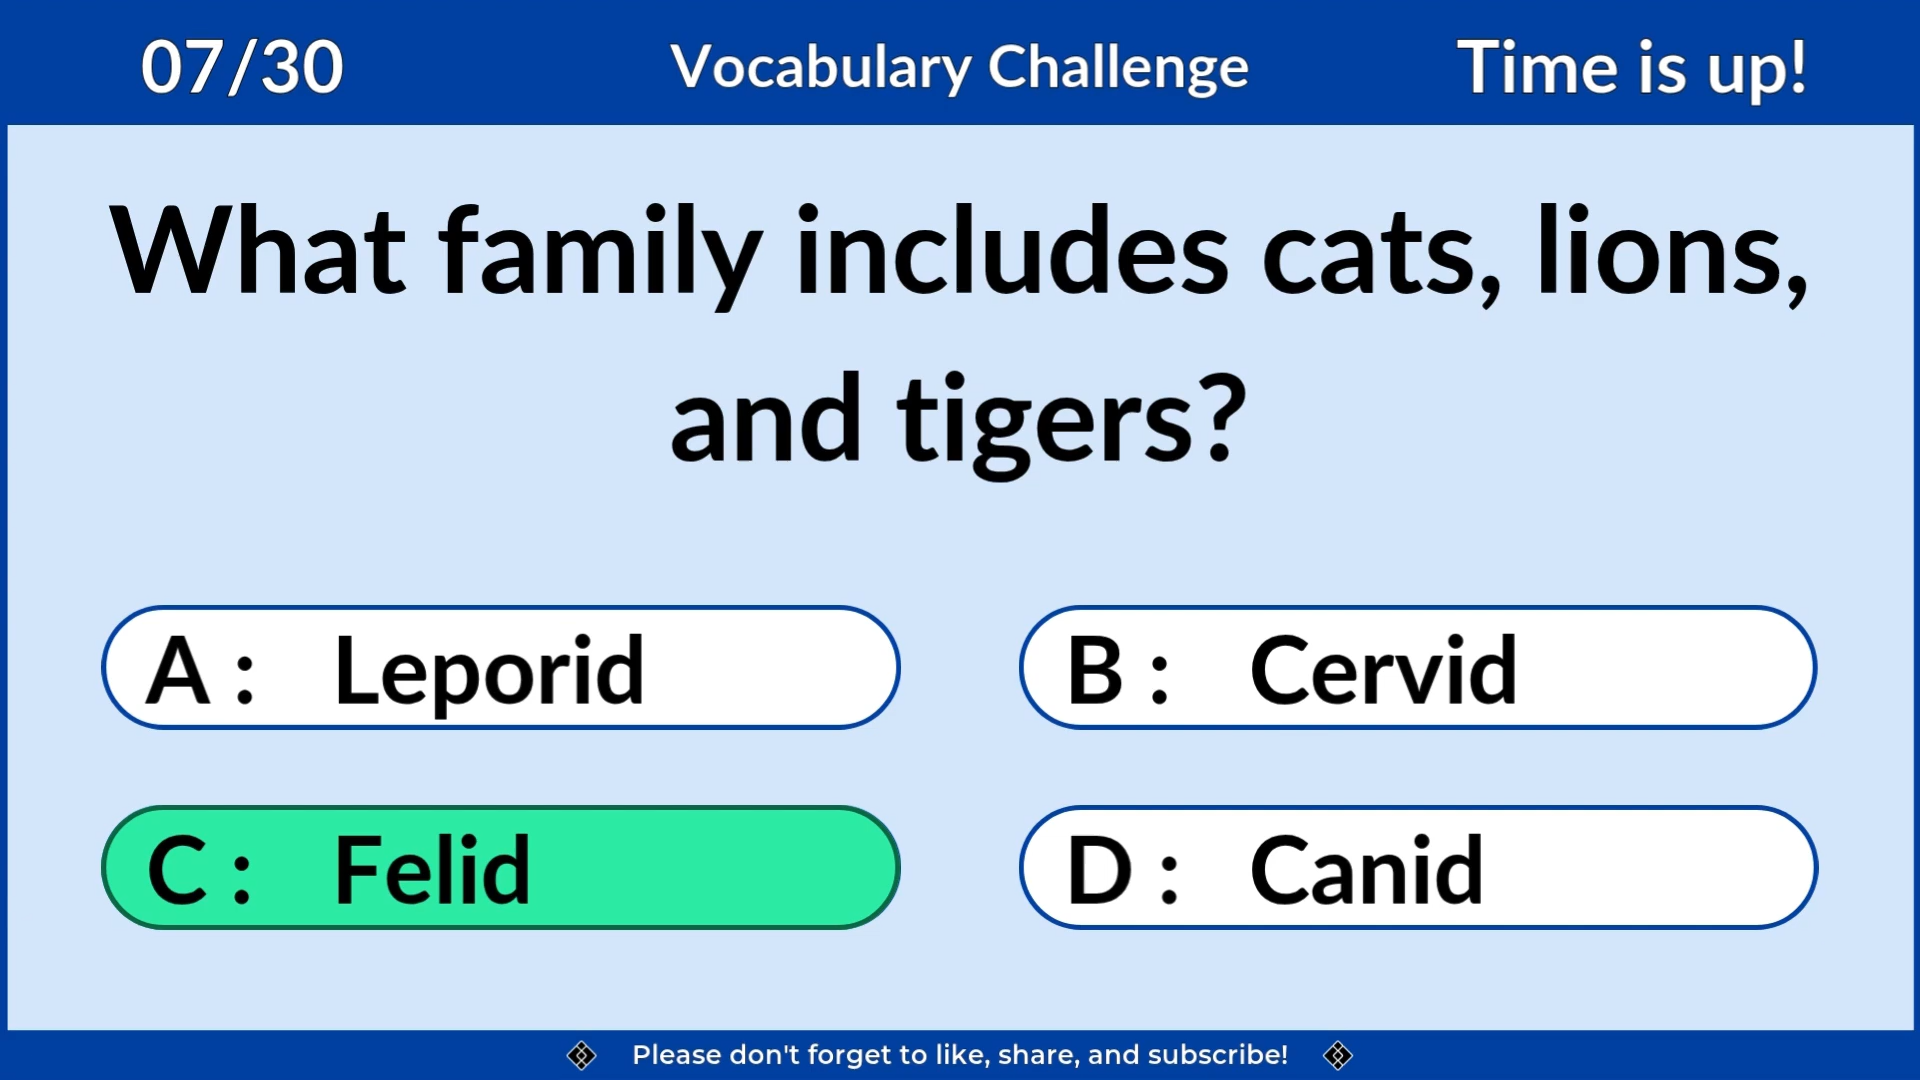 07/30
Vocabulary Challenge
Time is up!
What family includes cats, lions,
and tigers?
A : Leporid
B : Cervid
C : Felid
D : Canid
Please don't forget to like, share, and subscribe!